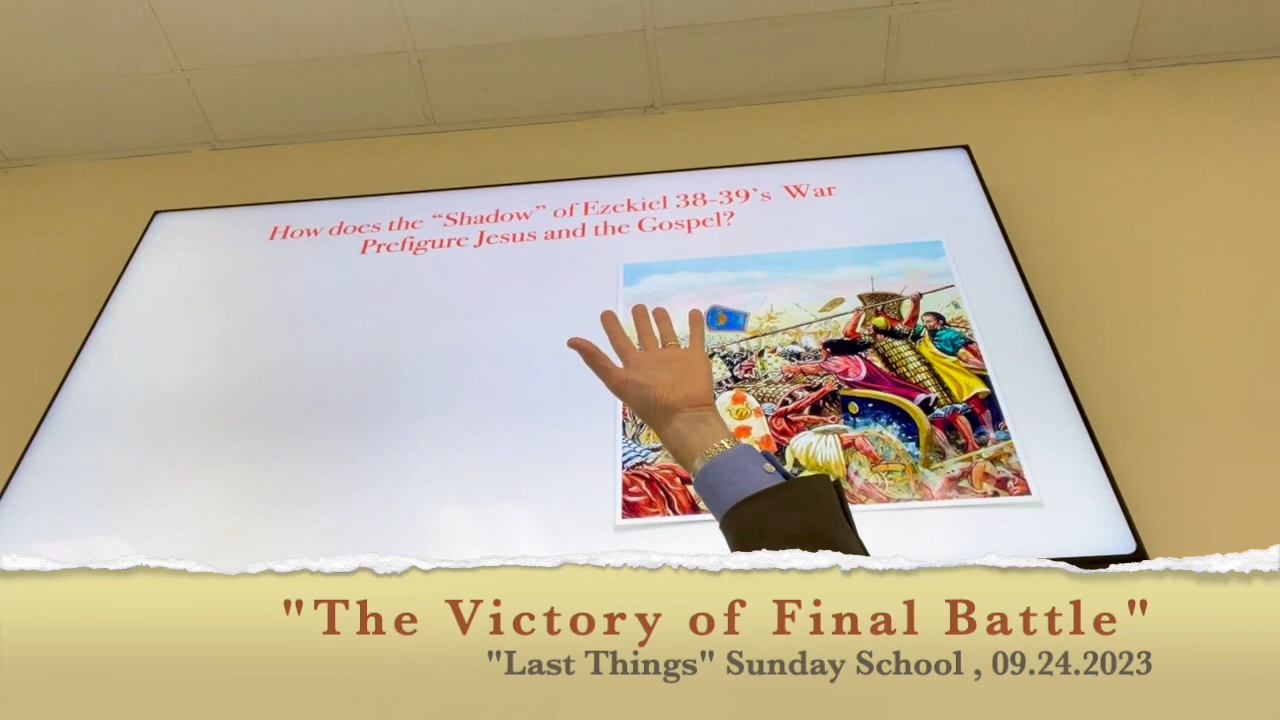 How does the “Shadow” of Ezekiel 38-39’s War
Prefigure Jesus and the Gospel?
"The Victory of Final Battle"
"Last Things" Sunday School , 09.24.2023